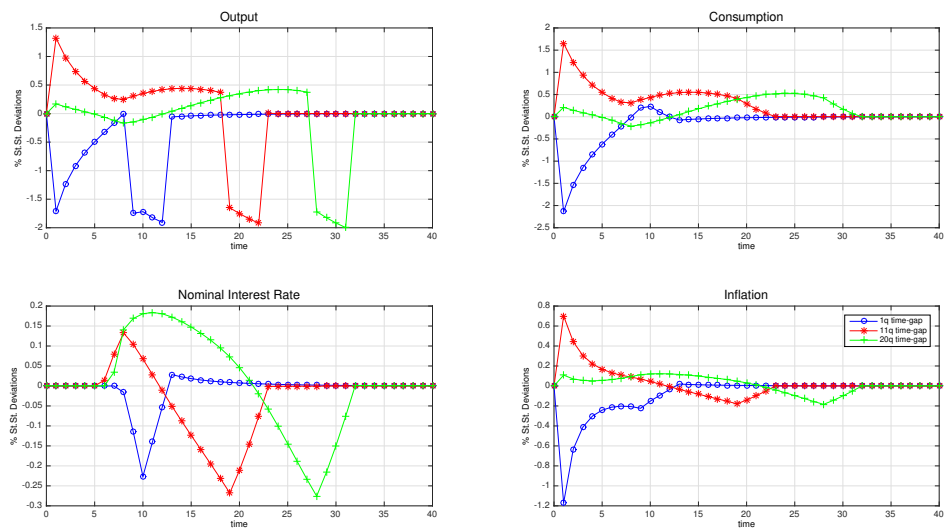 Output
% St.St. Deviations
1.5
1
0.5
0
-0.5
-1
-1.5
-2
0 5 10 15 20 25 30 35 40
time
Consumption
% St.St. Deviations
2
1.5
1
0.5
0
-0.5
-1
-1.5
-2
-2.5
0 5 10 15 20 25 30 35 40
time
Nominal Interest Rate
% St.St. Deviations
0.2
0.15
0.1
0.05
0
-0.05
-0.1
-0.15
-0.2
-0.25
-0.3
0 5 10 15 20 25 30 35 40
time
Inflation
% St.St. Deviations
0.8
0.6
0.4
0.2
0
-0.2
-0.4
-0.6
-0.8
-1
-1.2
0 5 10 15 20 25 30 35 40
time
1q time-gap
11q time-gap
20q time-gap